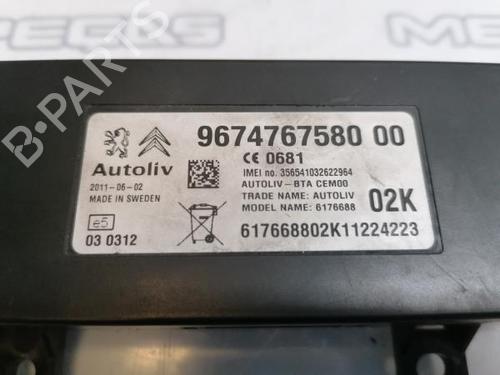 PEÇAS
9674767580 00
CE 0681
Autoliv
IMEI no. 356541032622964
2011-06-02
AUTOLIV-BTA CEM00
MADE IN SWEDEN
TRADE NAME: AUTOLIV
MODEL NAME: 6176688
02K
e5
03 0312
617668802K11224223